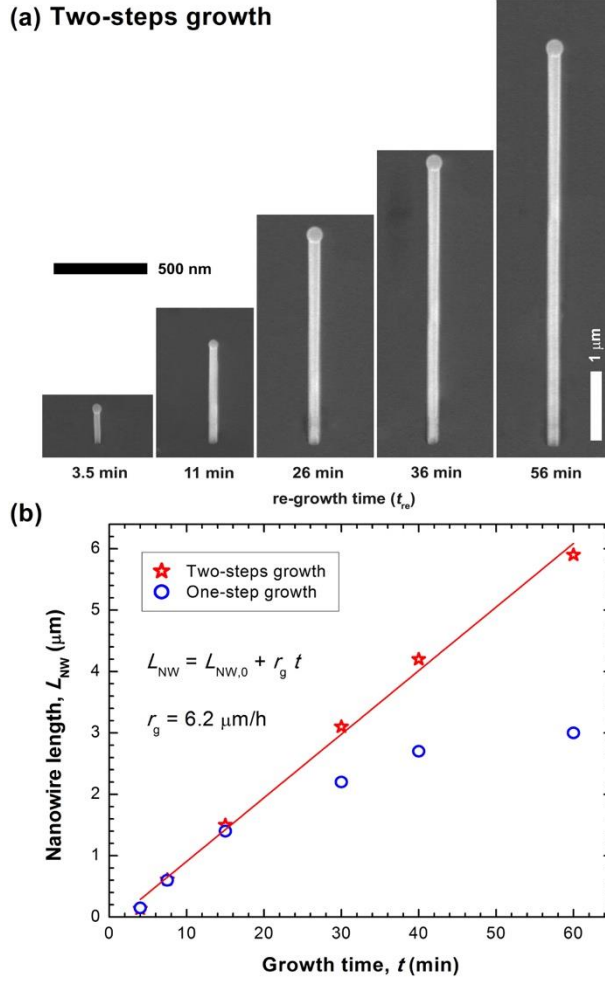 (a) Two-steps growth
500 nm
1 μm
3.5 min 11 min 26 min 36 min 56 min
re-growth time (tre)
(b)
6
5
4
3
2
1
0
Two-steps growth
One-step growth
LNW = LNW,0 + rg t
rg = 6.2 μm/h
Nanowire length, LNW (μm)
0 10 20 30 40 50 60
Growth time, t (min)